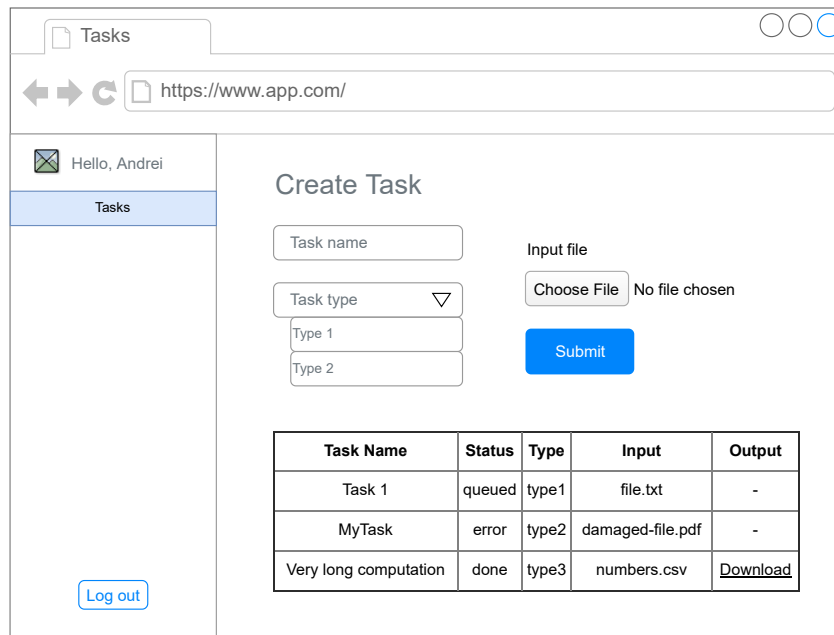 Tasks
https://www.app.com/
Hello, Andrei
Tasks
Log out
Create Task
Task name
Task type
Type 1
Type 2
Input file
Choose File No file chosen
Submit
Task Name Status Type Input Output
Task 1 queued type1 file.txt -
MyTask error type2 damaged-file.pdf -
Very long computation done type3 numbers.csv Download